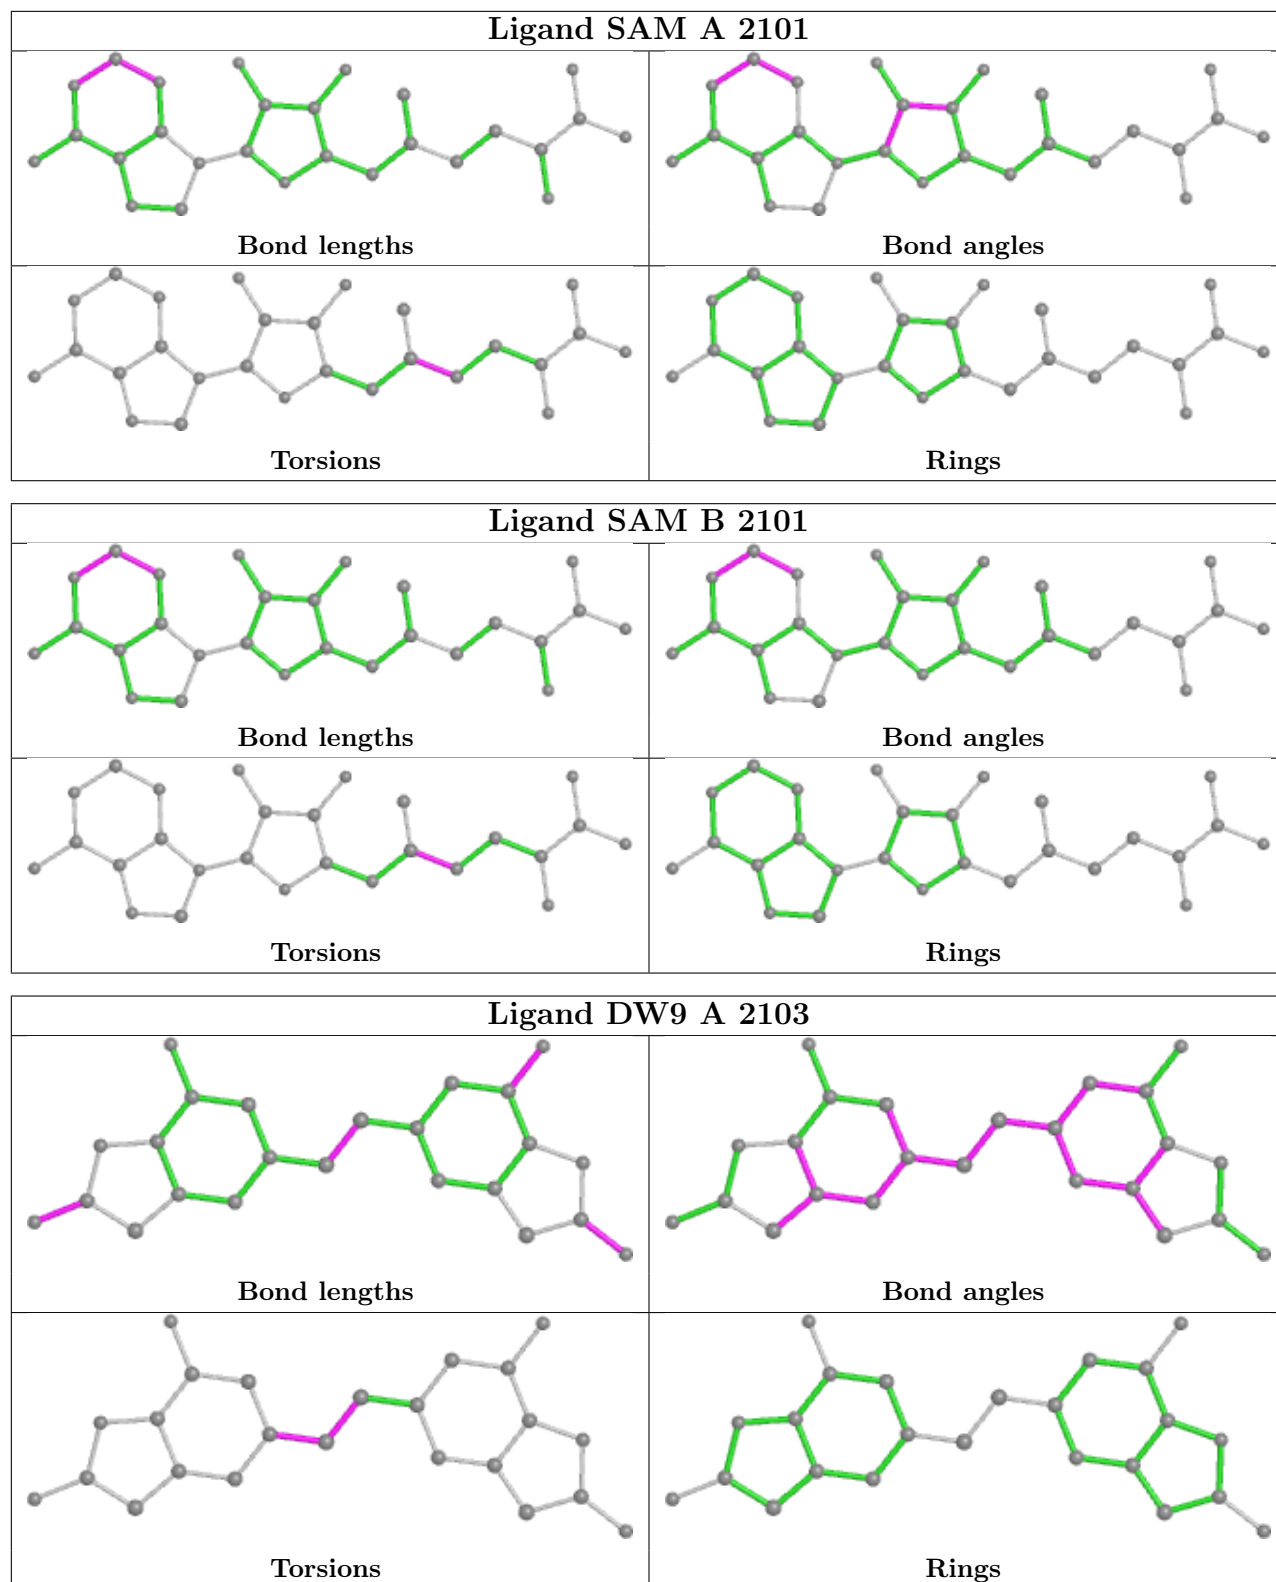 Ligand SAM A 2101
Bond lengths
Bond angles
Torsions
Rings
Ligand SAM B 2101
Bond lengths
Bond angles
Torsions
Rings
Ligand DW9 A 2103
Bond lengths
Bond angles
Torsions
Rings